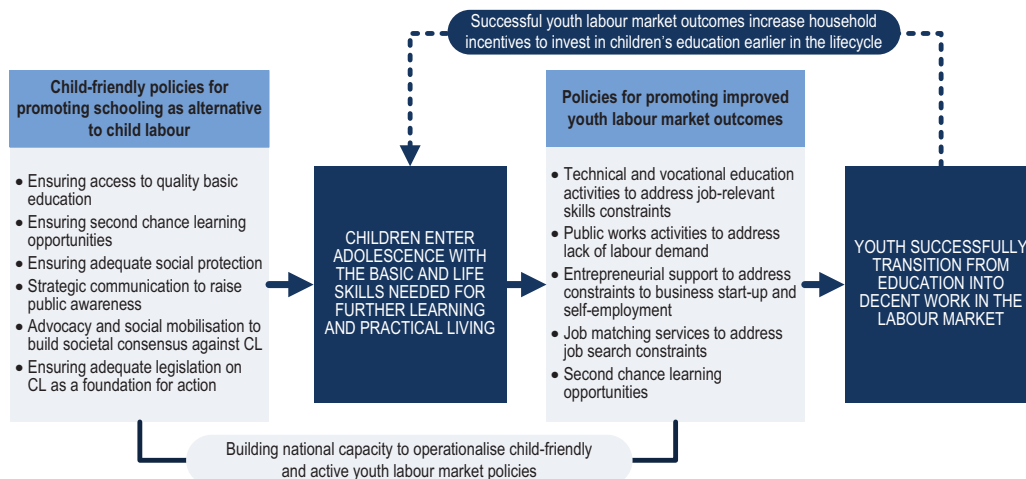 Successful youth labour market outcomes increase household
incentives to invest in children's education earlier in the lifecycle
Child-friendly policies for
promoting schooling as alternative
to child labour
• Ensuring access to quality basic
education
• Ensuring second chance learning
opportunities
• Ensuring adequate social protection
• Strategic communication to raise
public awareness
• Advocacy and social mobilisation to
build societal consensus against CL
• Ensuring adequate legislation on
CL as a foundation for action
CHILDREN ENTER
ADOLESCENCE WITH
THE BASIC AND LIFE
SKILLS NEEDED FOR
FURTHER LEARNING
AND PRACTICAL LIVING
Policies for promoting improved
youth labour market outcomes
• Technical and vocational education
activities to address job-relevant
skills constraints
• Public works activities to address
lack of labour demand
• Entrepreneurial support to address
constraints to business start-up and
self-employment
• Job matching services to address
job search constraints
• Second chance learning
opportunities
YOUTH SUCCESSFULLY
TRANSITION FROM
EDUCATION INTO
DECENT WORK IN THE
LABOUR MARKET
Building national capacity to operationalise child-friendly
and active youth labour market policies